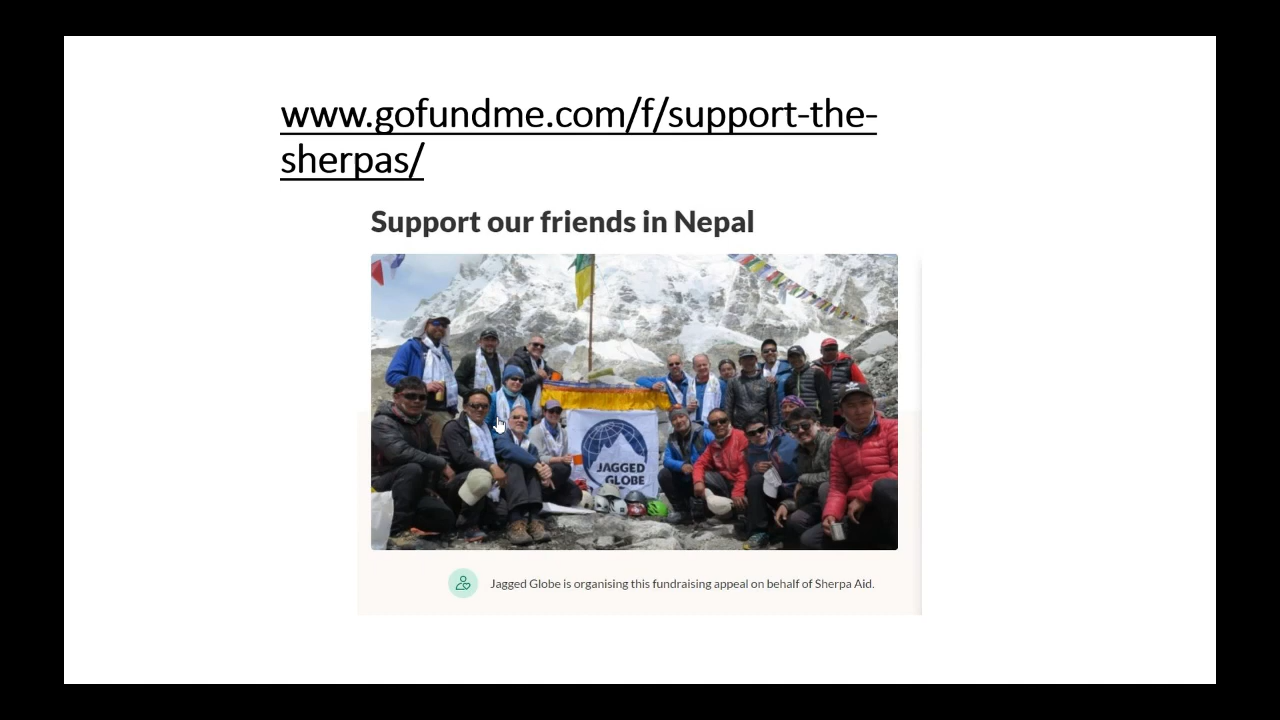 www.gofundme.com/f/support-the-
sherpas/
Support our friends in Nepal
JAGGED
GLOBE
Jagged Globe is organising this fundraising appeal on behalf of Sherpa Aid.